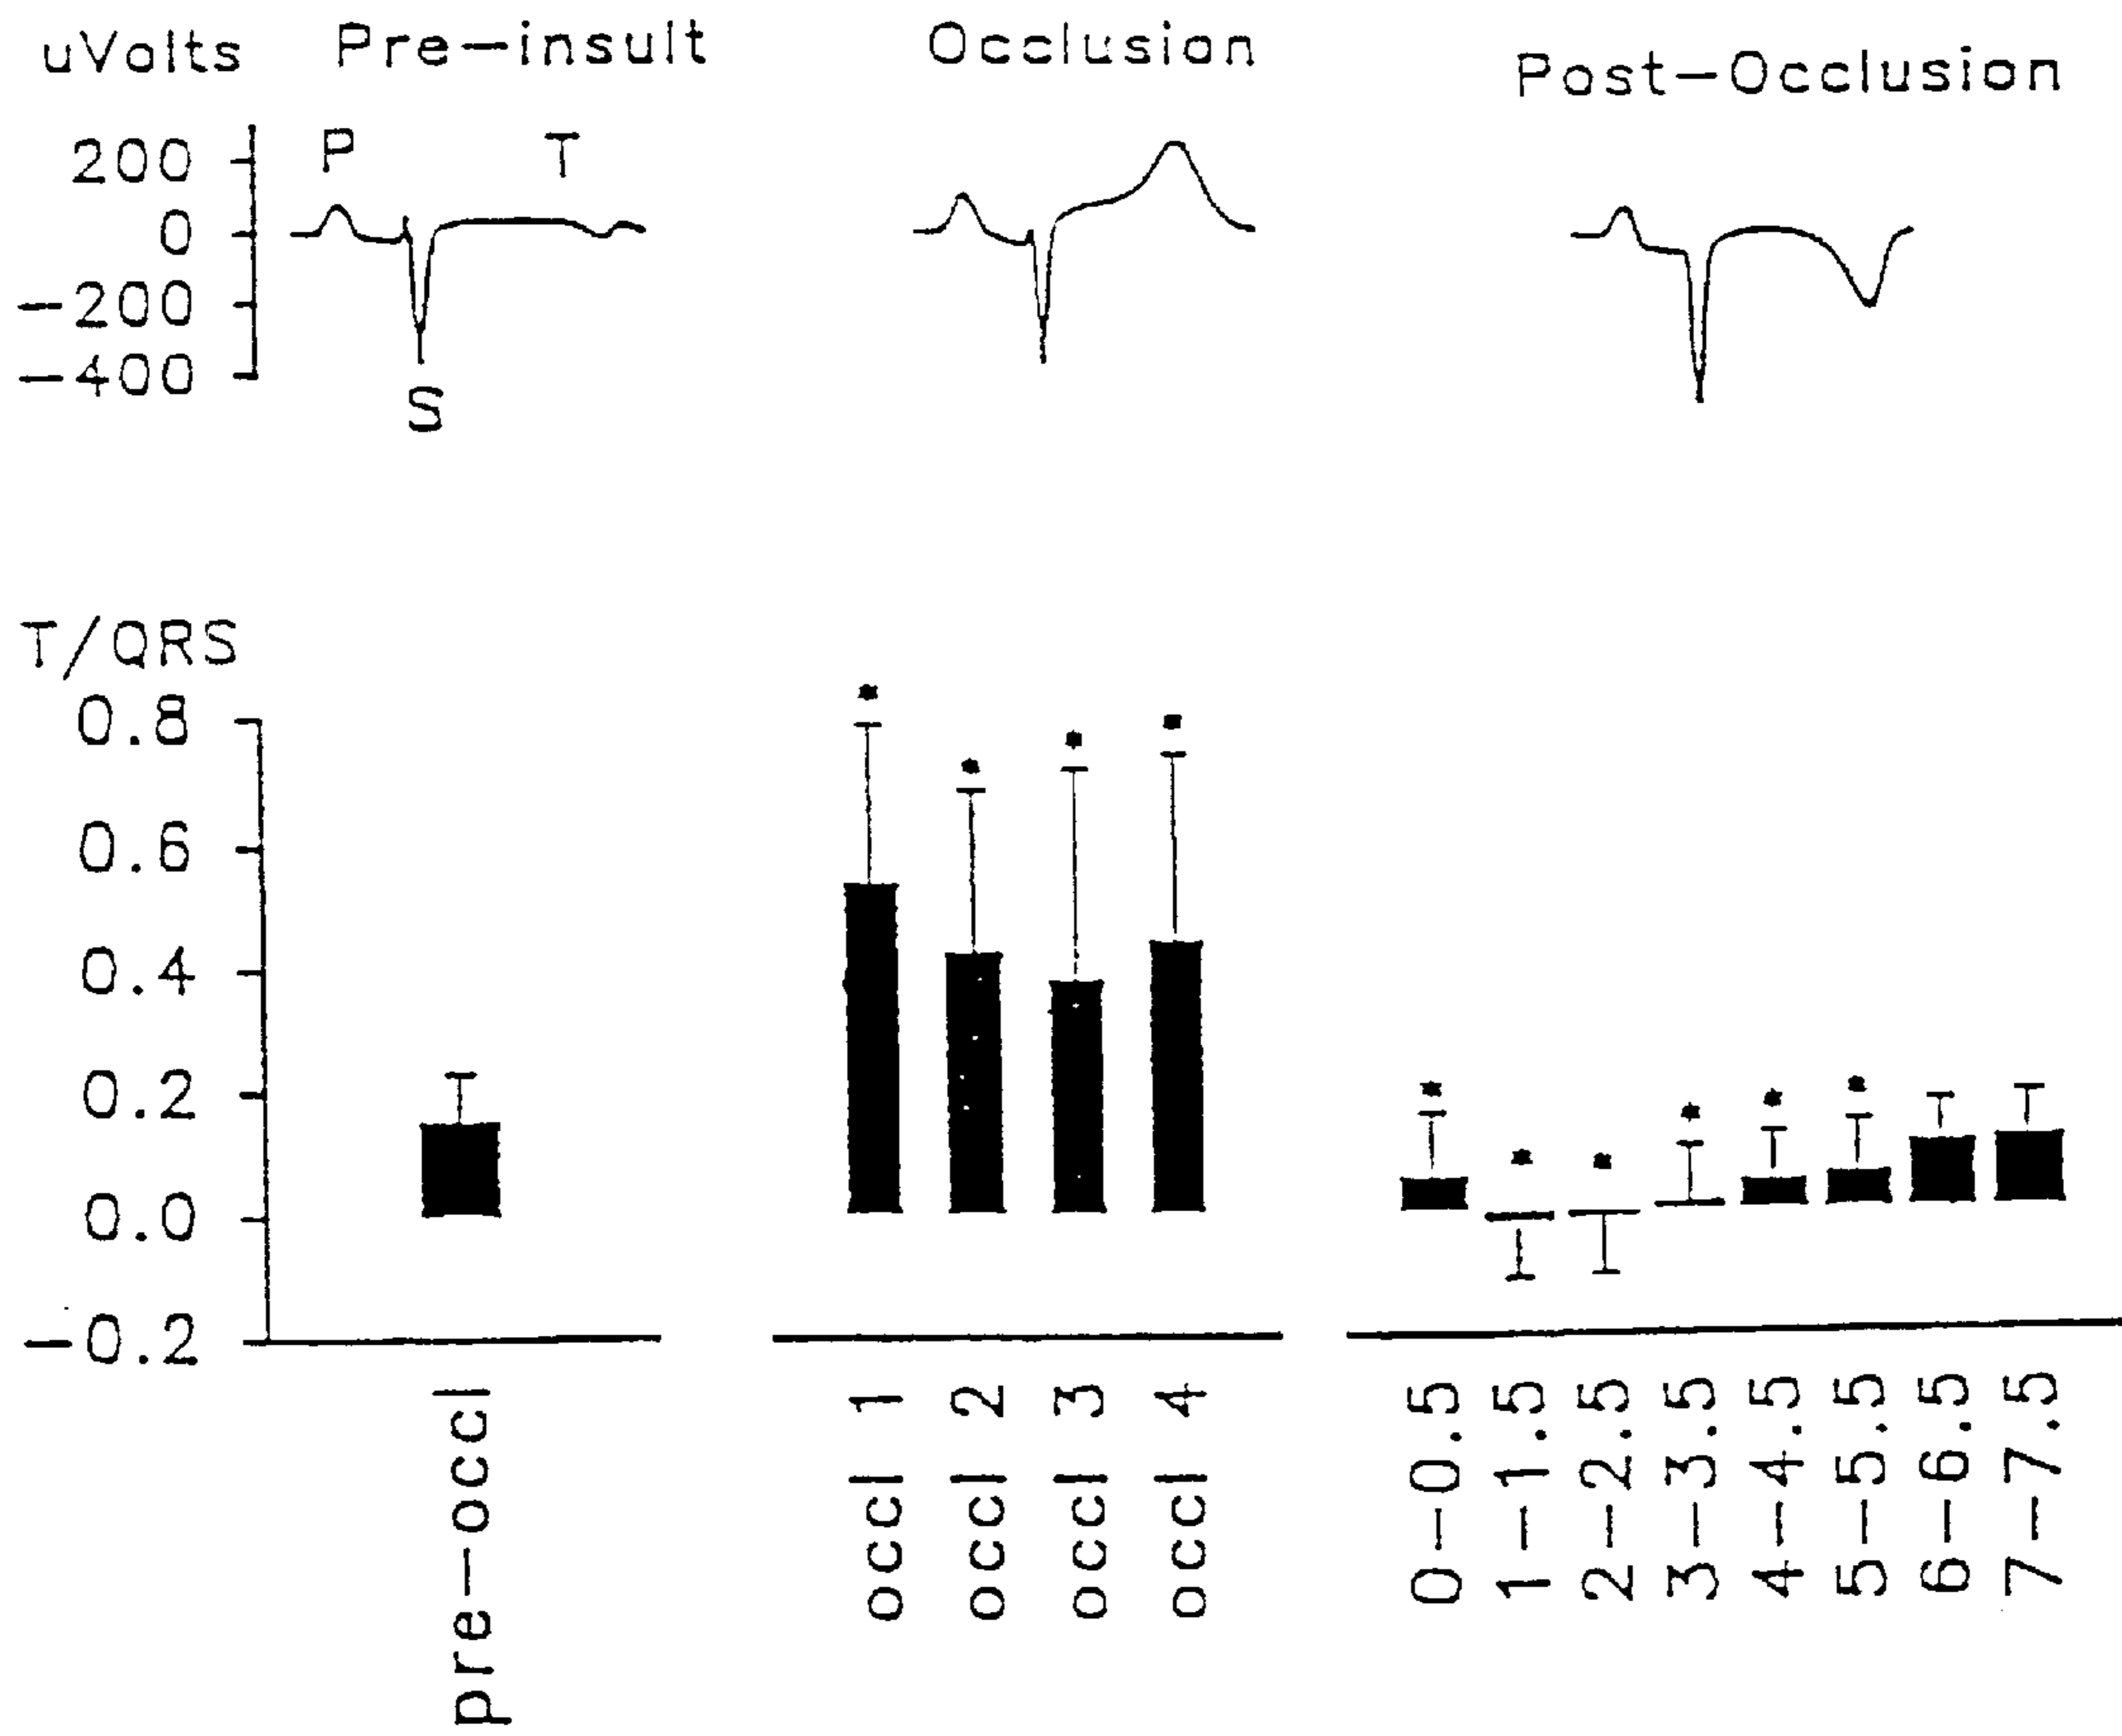 uVolts Pre-insult Occlusion Post-Occlusion
200 P T
0
-200
-400
S
T/QRS
0.8
0.6
0.4
0.2
0.0
-0.2
pre-occl
occl 1
occl 2
occl 3
occl 4
0-0.5
1-1.5
2-2.5
3-3.5
4-4.5
5-5.5
6-6.5
7-7.5